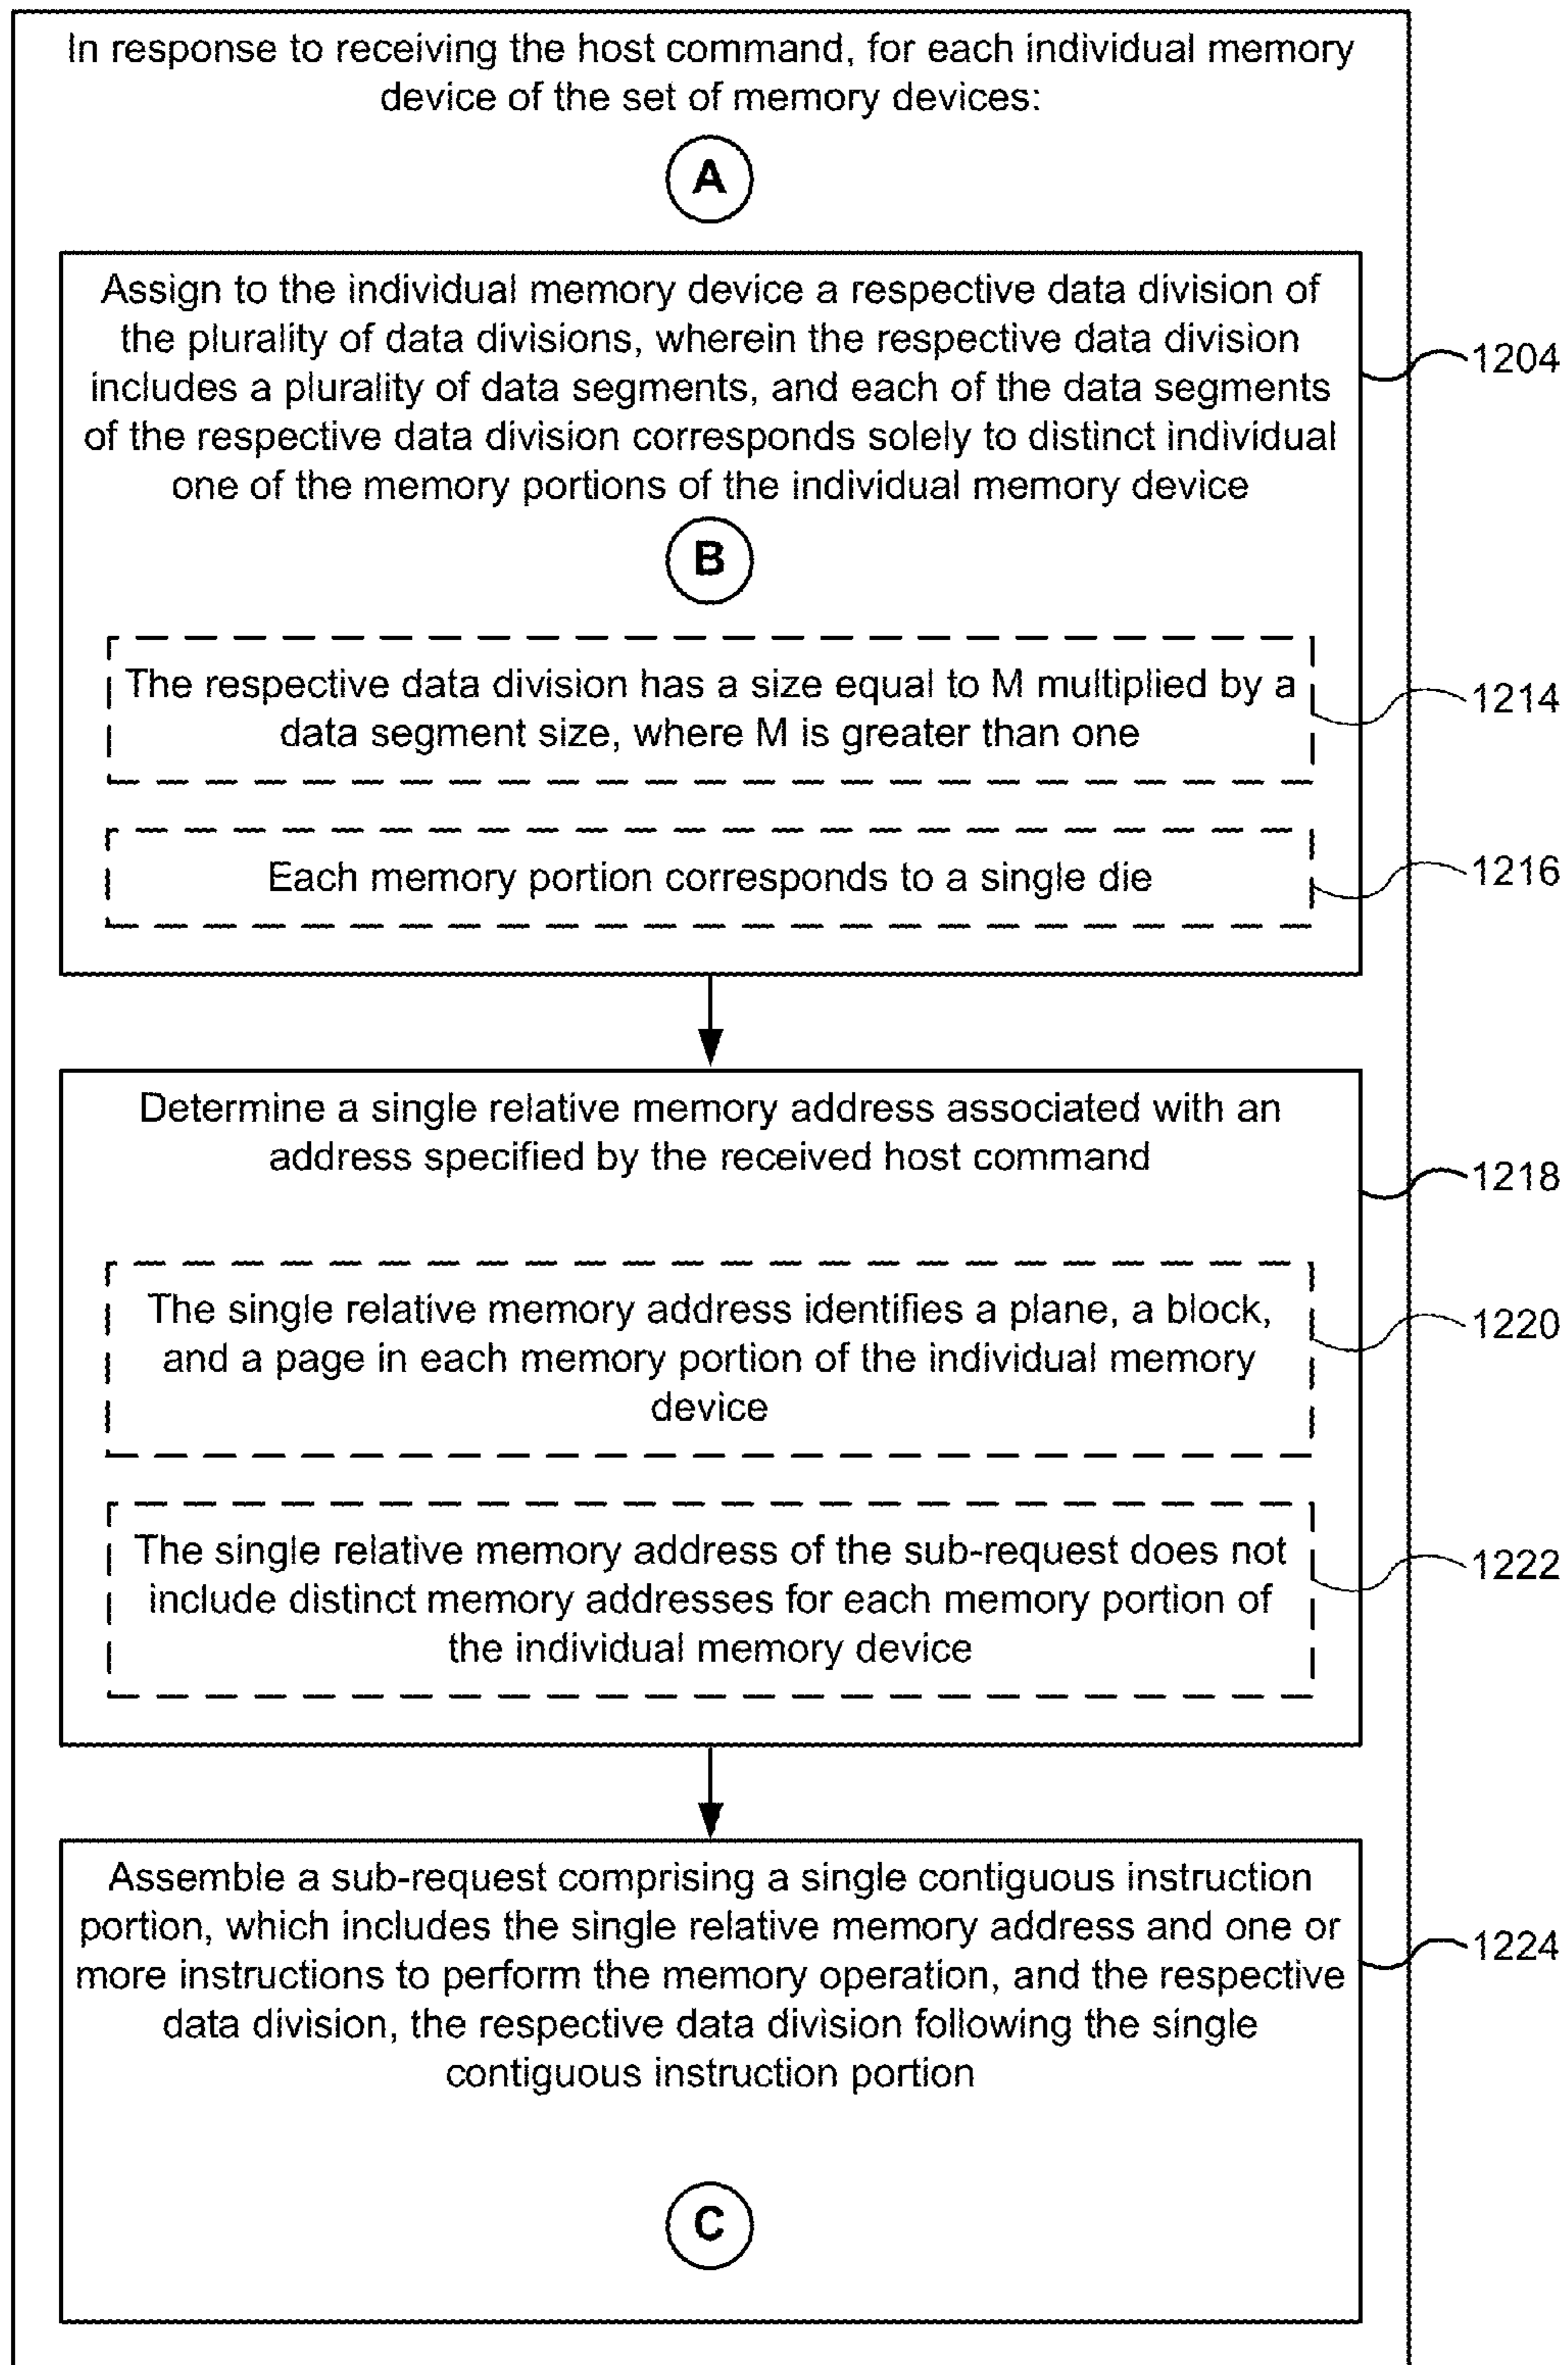 In response to receiving the host command, for each individual memory
device of the set of memory devices:
A
Assign to the individual memory device a respective data division of
the plurality of data divisions, wherein the respective data division
includes a plurality of data segments, and each of the data segments
of the respective data division corresponds solely to distinct individual
one of the memory portions of the individual memory device
1204
B
The respective data division has a size equal to M multiplied by a
data segment size, where M is greater than one
1214
Each memory portion corresponds to a single die
1216
Determine a single relative memory address associated with an
address specified by the received host command
1218
The single relative memory address identifies a plane, a block,
and a page in each memory portion of the individual memory
device
1220
The single relative memory address of the sub-request does not
include distinct memory addresses for each memory portion of
the individual memory device
1222
Assemble a sub-request comprising a single contiguous instruction
portion, which includes the single relative memory address and one or
more instructions to perform the memory operation, and the respective
data division, the respective data division following the single
contiguous instruction portion
1224
C